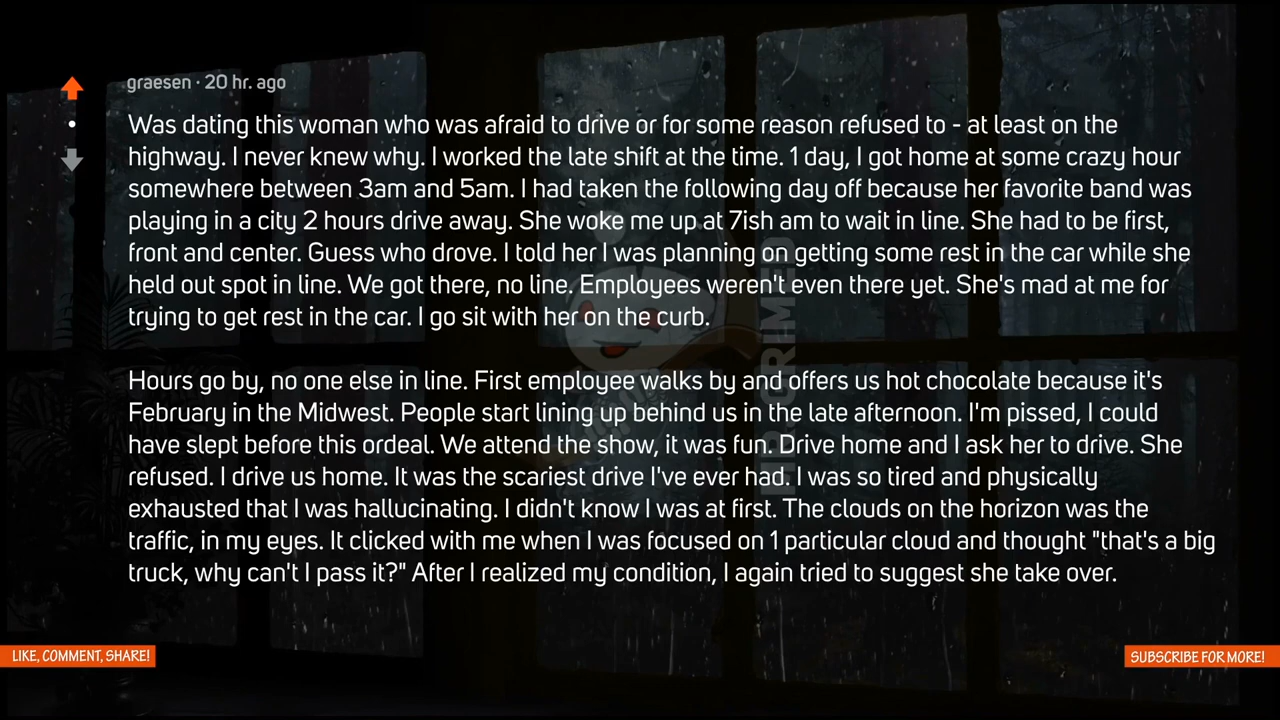 graesen · 20 hr. ago
Was dating this woman who was afraid to drive or for some reason refused to - at least on the
highway. I never knew why. I worked the late shift at the time. 1 day, I got home at some crazy hour
somewhere between 3am and 5am. I had taken the following day off because her favorite band was
playing in a city 2 hours drive away. She woke me up at 7ish am to wait in line. She had to be first,
front and center. Guess who drove. I told her I was planning on getting some rest in the car while she
held out spot in line. We got there, no line. Employees weren't even there yet. She's mad at me for
trying to get rest in the car. I go sit with her on the curb.
Hours go by, no one else in line. First employee walks by and offers us hot chocolate because it's
February in the Midwest. People start lining up behind us in the late afternoon. I'm pissed, I could
have slept before this ordeal. We attend the show, it was fun. Drive home and I ask her to drive. She
refused. I drive us home. It was the scariest drive I've ever had. I was so tired and physically
exhausted that I was hallucinating. I didn't know I was at first. The clouds on the horizon was the
traffic, in my eyes. It clicked with me when I was focused on 1 particular cloud and thought "that's a big
truck, why can't I pass it?" After I realized my condition, I again tried to suggest she take over.
LIKE, COMMENT, SHARE!
SUBSCRIBE FOR MORE!